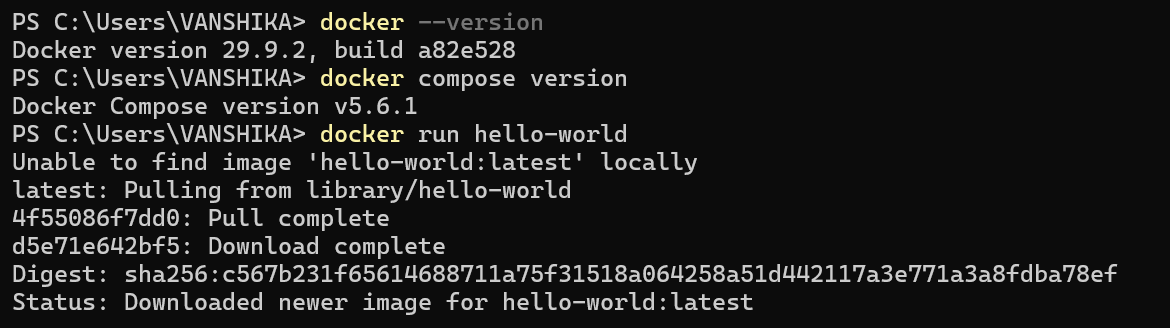 PS C:\Users\VANSHIKA> docker --version
Docker version 29.9.2, build a82e528
PS C:\Users\VANSHIKA> docker compose version
Docker Compose version v5.6.1
PS C:\Users\VANSHIKA> docker run hello-world
Unable to find image 'hello-world:latest' locally
latest: Pulling from library/hello-world
4f55086f7dd0: Pull complete
d5e71e642bf5: Download complete
Digest: sha256:c567b231f65614688711a75f31518a064258a51d442117a3e771a3a8fdba78ef
Status: Downloaded newer image for hello-world:latest